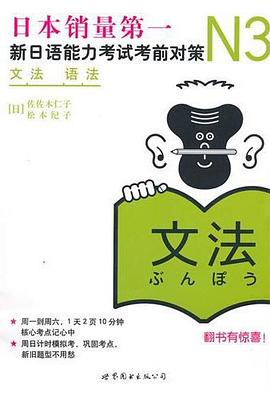 日本销量第一
新日语能力考试考前对策
N3
文法 语法
[日] 佐佐木仁子
松本纪子
文法
ぶんぽう
翻书有惊喜!
★ 周一到周六,1天2页10分钟
核心考点记心中
★ 周日计时模拟考,巩固考点,
新旧题型不用愁
世界图书出版公司